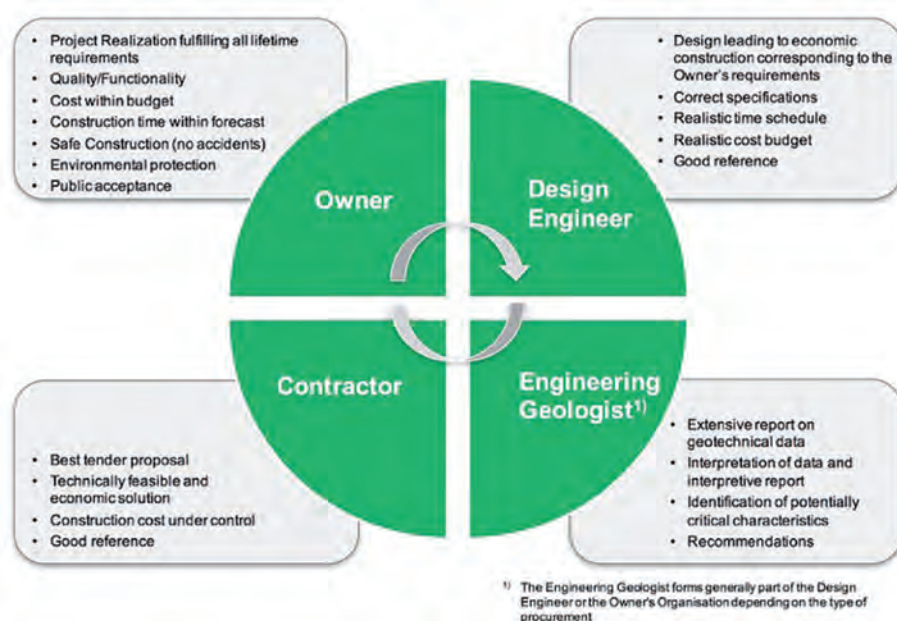 • Project Realization fulfilling all lifetime
requirements
• Quality/Functionality
• Cost within budget
• Construction time within forecast
• Safe Construction (no accidents)
• Environmental protection
• Public acceptance
• Design leading to economic
construction corresponding to the
Owner's requirements
• Correct specifications
• Realistic time schedule
• Realistic cost budget
• Good reference
Owner
Design
Engineer
Contractor
Engineering
Geologist¹⁾
• Best tender proposal
• Technically feasible and
economic solution
• Construction cost under control
• Good reference
• Extensive report on
geotechnical data
• Interpretation of data and
interpretive report
• Identification of potentially
critical characteristics
• Recommendations
¹⁾ The Engineering Geologist forms generally part of the Design
Engineer or the Owner's Organisation depending on the type of
procurement